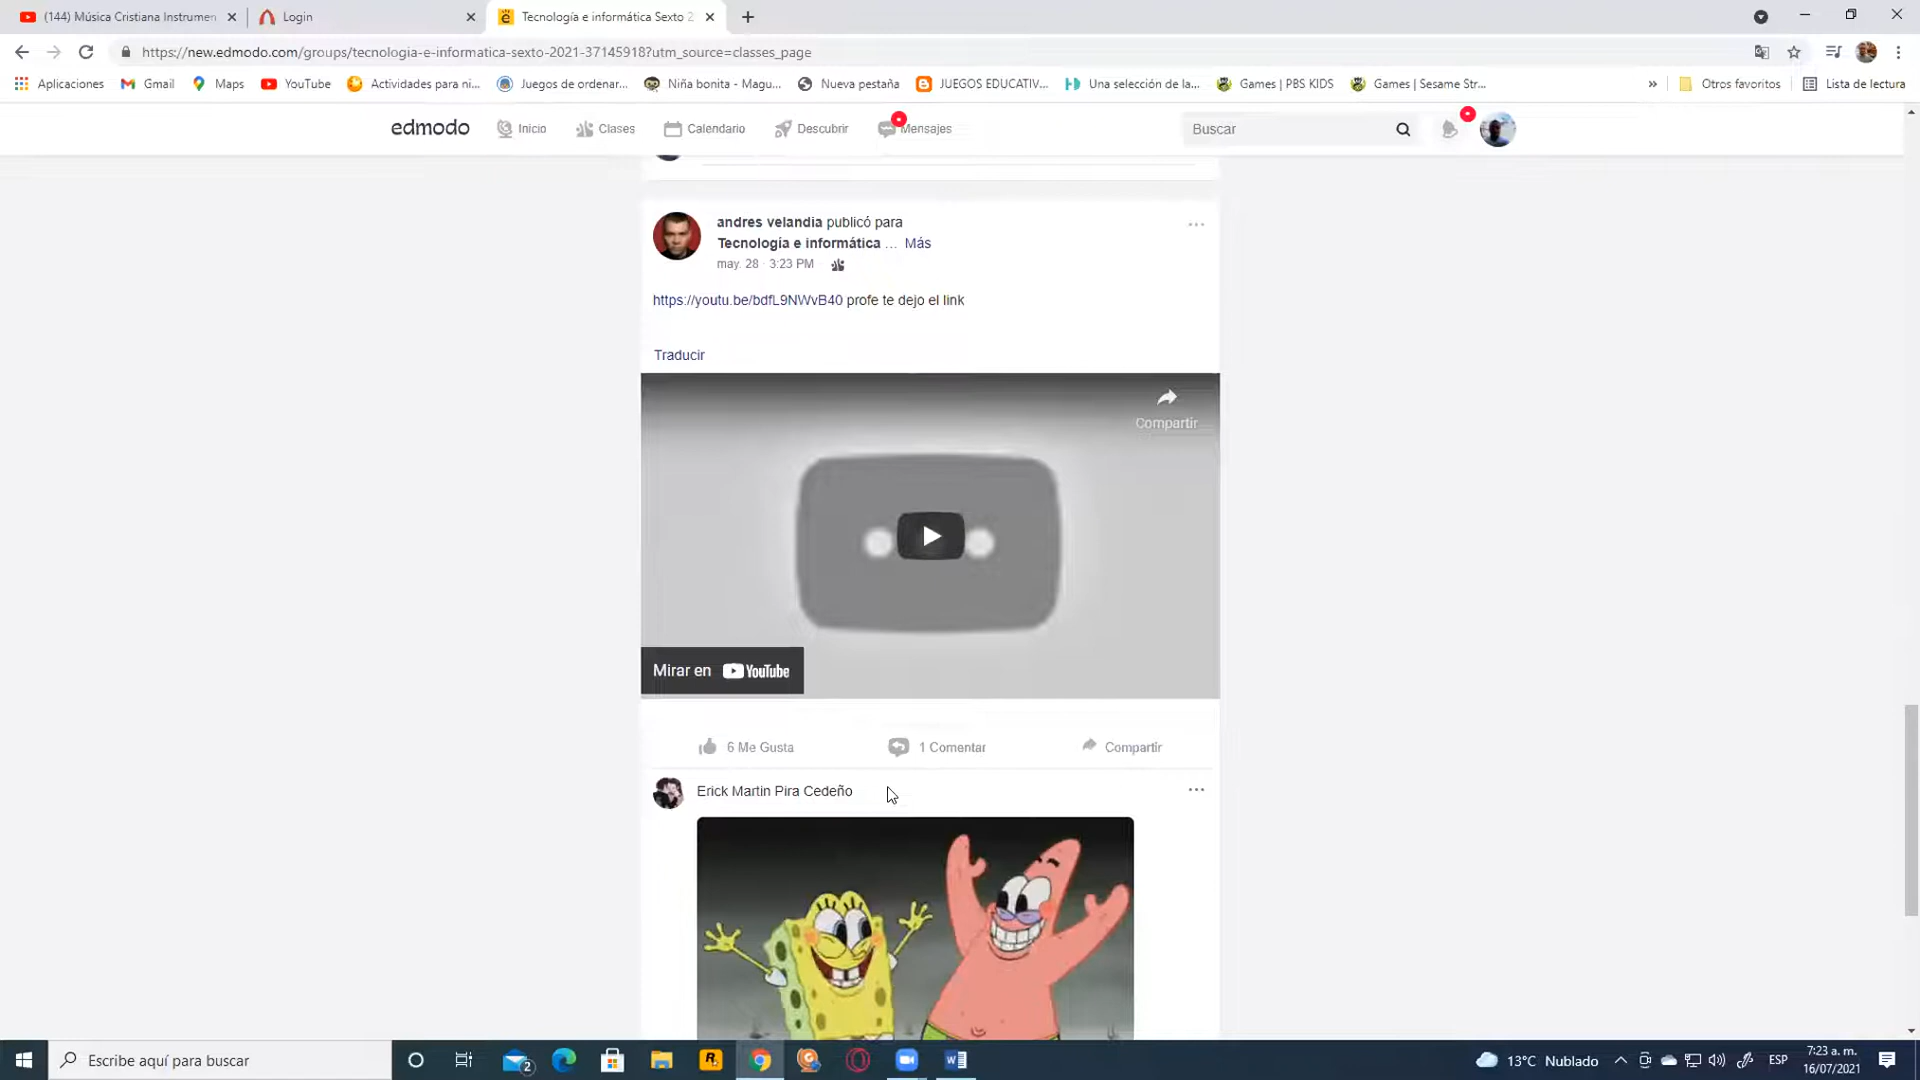 (144) Música Cristiana Instrumen
Login
Tecnología e informática Sexto 2
https://new.edmodo.com/groups/tecnologia-e-informatica-sexto-2021-37145918?utm_source=classes_page
Aplicaciones
Gmail
Maps
YouTube
Actividades para ni...
Juegos de ordenar...
Niña bonita - Magu...
Nueva pestaña
JUEGOS EDUCATIV...
Una selección de la...
Games | PBS KIDS
Games | Sesame Str...
»
Otros favoritos
Lista de lectura
edmodo
Inicio
Clases
Calendario
Descubrir
Mensajes
Buscar
andres velandia publicó para
Tecnología e informática ... Más
may. 28 · 3:23 PM
https://youtu.be/bdfL9NWvB40 profe te dejo el link
Traducir
Compartir
Mirar en YouTube
6 Me Gusta
1 Comentar
Compartir
Erick Martin Pira Cedeño
Escribe aquí para buscar
2
13°C Nublado
ESP
7:23 a. m.
16/07/2021